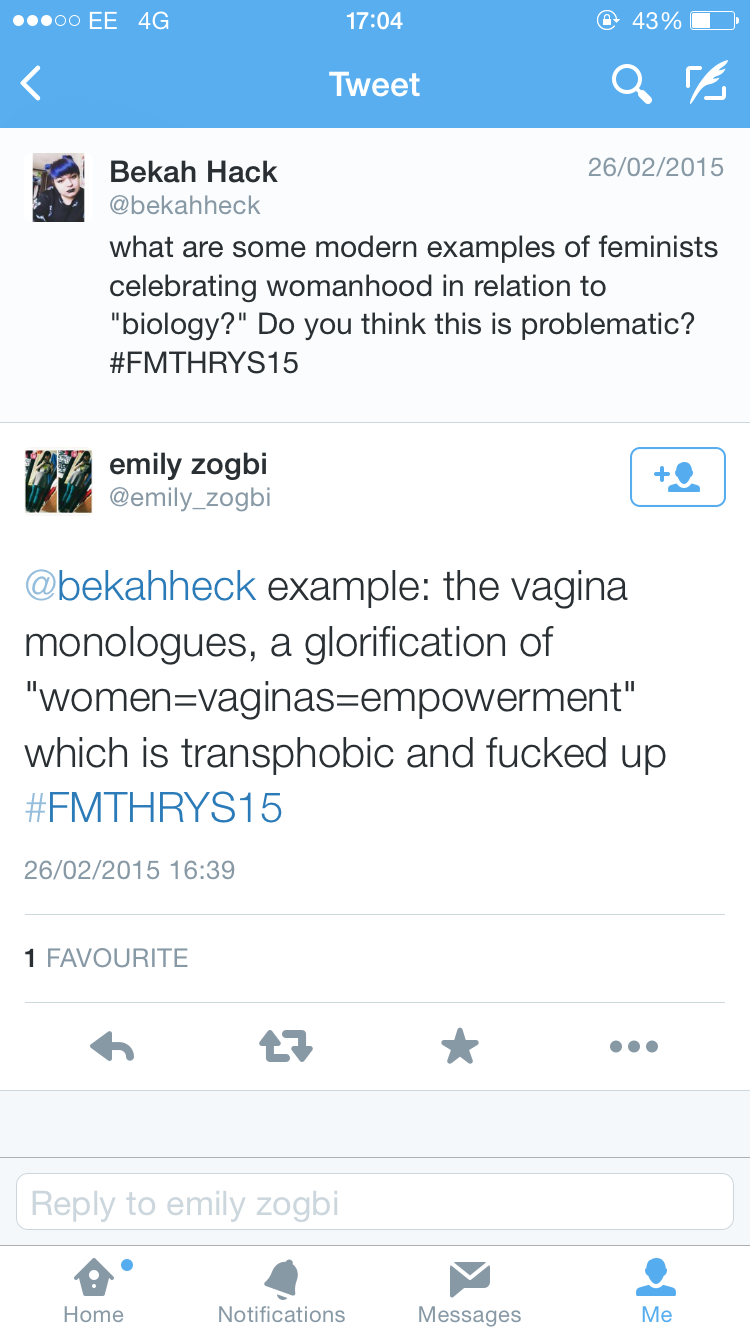 EE 4G 17:04 43%
Tweet
Bekah Hack 26/02/2015
@bekahheck
what are some modern examples of feminists
celebrating womanhood in relation to
"biology?" Do you think this is problematic?
#FMTHRYS15
emily zogbi
@emily_zogbi
@bekahheck example: the vagina
monologues, a glorification of
"women=vaginas=empowerment"
which is transphobic and fucked up
#FMTHRYS15
26/02/2015 16:39
1 FAVOURITE
Reply to emily zogbi
Home Notifications Messages Me